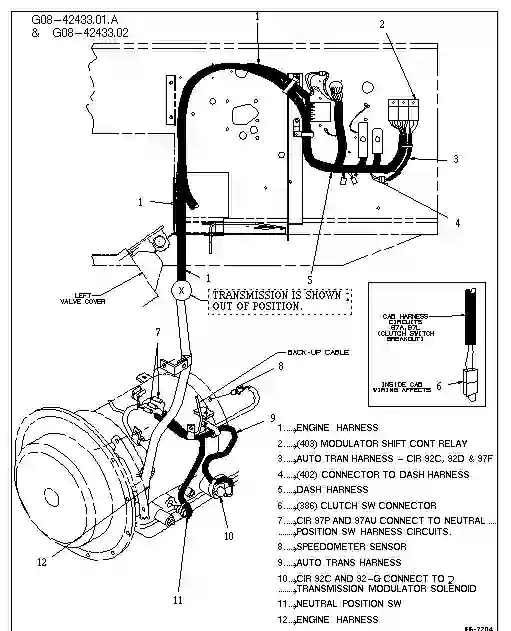 G08-42433.01.A
& G08-42433.02
1
2
3
1
4
5
1
X
TRANSMISSION IS SHOWN
OUT OF POSITION.
LEFT
VALVE COVER
CAB HARNESS
CIRCUITS
97A, 97L
(CLUTCH SWITCH
BREAKOUT)
INSIDE CAB
WIRING AFFECTS
6
7
BACK-UP CABLE
8
9
10
11
12
1....ENGINE HARNESS
2....(403) MODULATOR SHIFT CONT RELAY
3....AUTO TRAN HARNESS - CIR 92C, 92D & 97F
4....(402) CONNECTOR TO DASH HARNESS
5....DASH HARNESS
6....(386) CLUTCH SW CONNECTOR
7....CIR 97P AND 97AU CONNECT TO NEUTRAL ....
......POSITION SW HARNESS CIRCUITS.
8....SPEEDOMETER SENSOR
9....AUTO TRANS HARNESS
10....CIR 92C AND 92-G CONNECT TO 2
......TRANSMISSION MODULATOR SOLENOID
11....NEUTRAL POSITION SW
12....ENGINE HARNESS
F6-7204